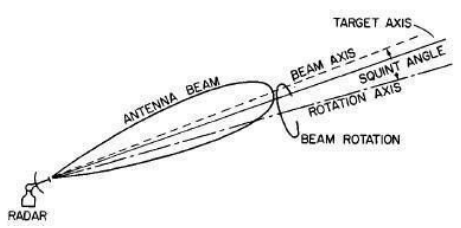 TARGET AXIS
BEAM AXIS
SQUINT ANGLE
ANTENNA BEAM
ROTATION AXIS
BEAM ROTATION
RADAR